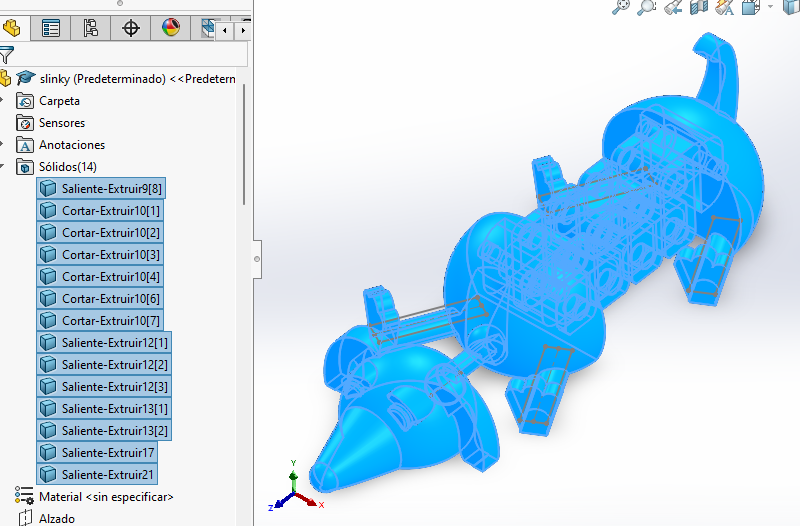 slinky (Predeterminado) <<Predetern
Carpeta
Sensores
Anotaciones
Sólidos(14)
Saliente-Extruir9[8]
Cortar-Extruir10[1]
Cortar-Extruir10[2]
Cortar-Extruir10[3]
Cortar-Extruir10[4]
Cortar-Extruir10[6]
Cortar-Extruir10[7]
Saliente-Extruir12[1]
Saliente-Extruir12[2]
Saliente-Extruir12[3]
Saliente-Extruir13[1]
Saliente-Extruir13[2]
Saliente-Extruir17
Saliente-Extruir21
Material <sin especificar>
Alzado
Y
Z
X